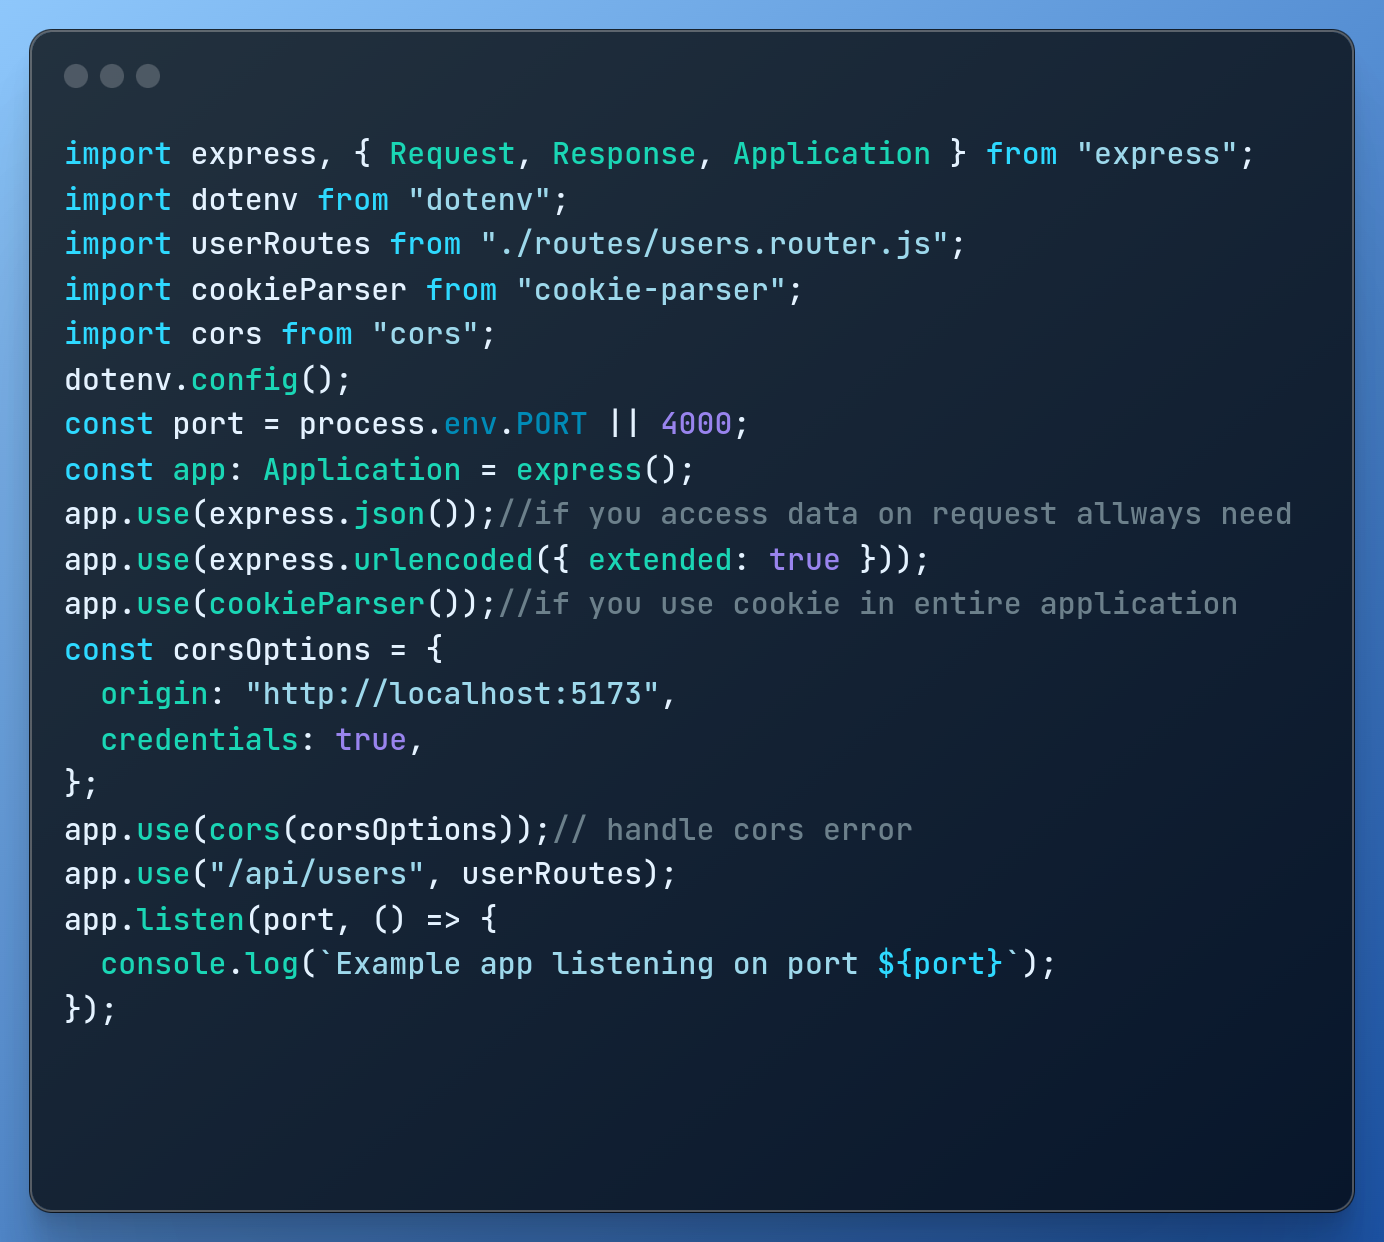 import express, { Request, Response, Application } from "express";
import dotenv from "dotenv";
import userRoutes from "./routes/users.router.js";
import cookieParser from "cookie-parser";
import cors from "cors";
dotenv.config();
const port = process.env.PORT || 4000;
const app: Application = express();
app.use(express.json());//if you access data on request allways need
app.use(express.urlencoded({ extended: true }));
app.use(cookieParser());//if you use cookie in entire application
const corsOptions = {
  origin: "http://localhost:5173",
  credentials: true,
};
app.use(cors(corsOptions));// handle cors error
app.use("/api/users", userRoutes);
app.listen(port, () => {
  console.log(`Example app listening on port ${port}`);
});